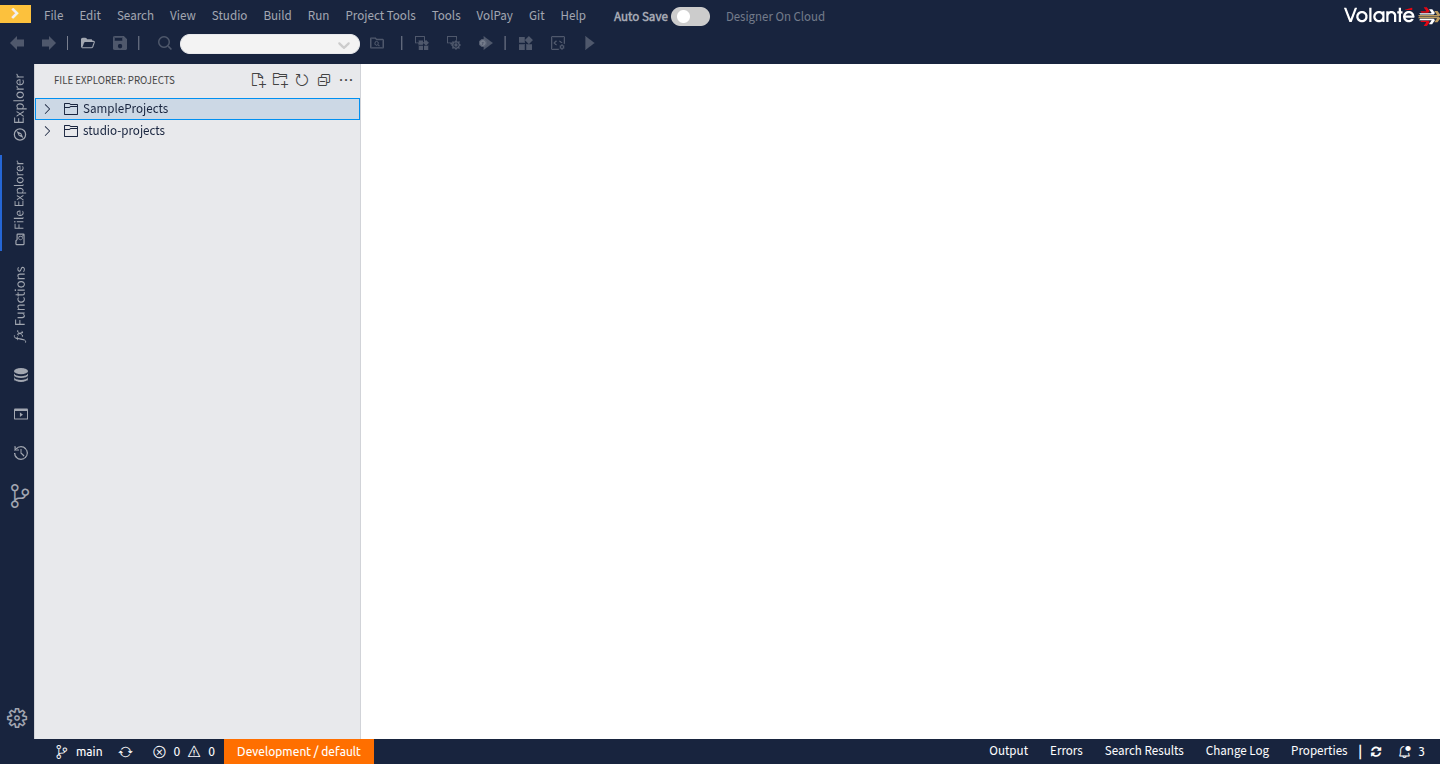 File Edit Search View Studio Build Run Project Tools Tools VolPay Git Help Auto Save Designer On Cloud
Volante
FILE EXPLORER: PROJECTS
SampleProjects
studio-projects
Explorer
File Explorer
fx Functions
main 0 0 Development / default Output Errors Search Results Change Log Properties 3